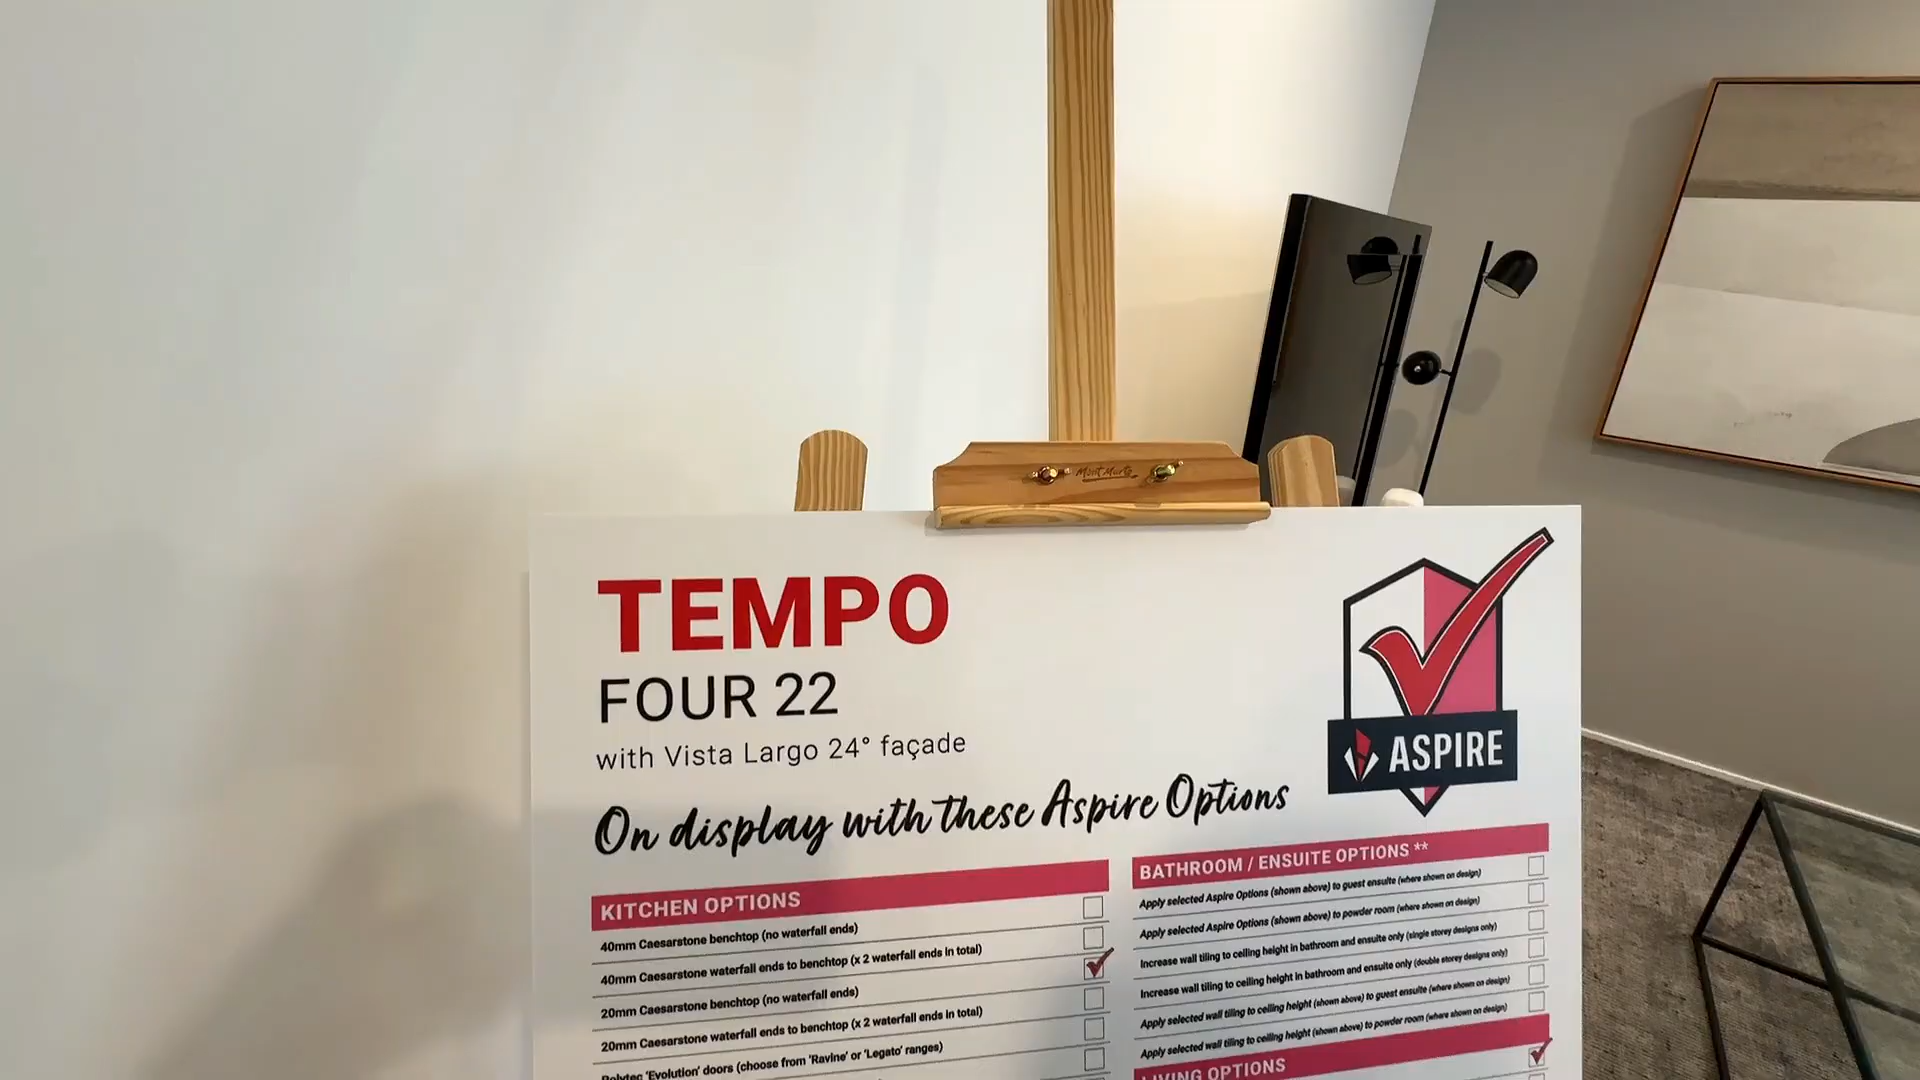 Mont Marte
TEMPO
FOUR 22
with Vista Largo 24° façade
On display with these Aspire Options
ASPIRE
KITCHEN OPTIONS
40mm Caesarstone benchtop (no waterfall ends)
40mm Caesarstone waterfall ends to benchtop (x 2 waterfall ends in total)
20mm Caesarstone benchtop (no waterfall ends)
20mm Caesarstone waterfall ends to benchtop (x 2 waterfall ends in total)
Polytec 'Evolution' doors (choose from 'Ravine' or 'Legato' ranges)
BATHROOM / ENSUITE OPTIONS **
Apply selected Aspire Options (shown above) to guest ensuite (where shown on design)
Apply selected Aspire Options (shown above) to powder room (where shown on design)
Increase wall tiling to ceiling height in bathroom and ensuite only (single storey designs only)
Increase wall tiling to ceiling height in bathroom and ensuite only (double storey designs only)
Apply selected wall tiling to ceiling height (shown above) to guest ensuite (where shown on design)
Apply selected wall tiling to ceiling height (shown above) to powder room (where shown on design)
LIVING OPTIONS